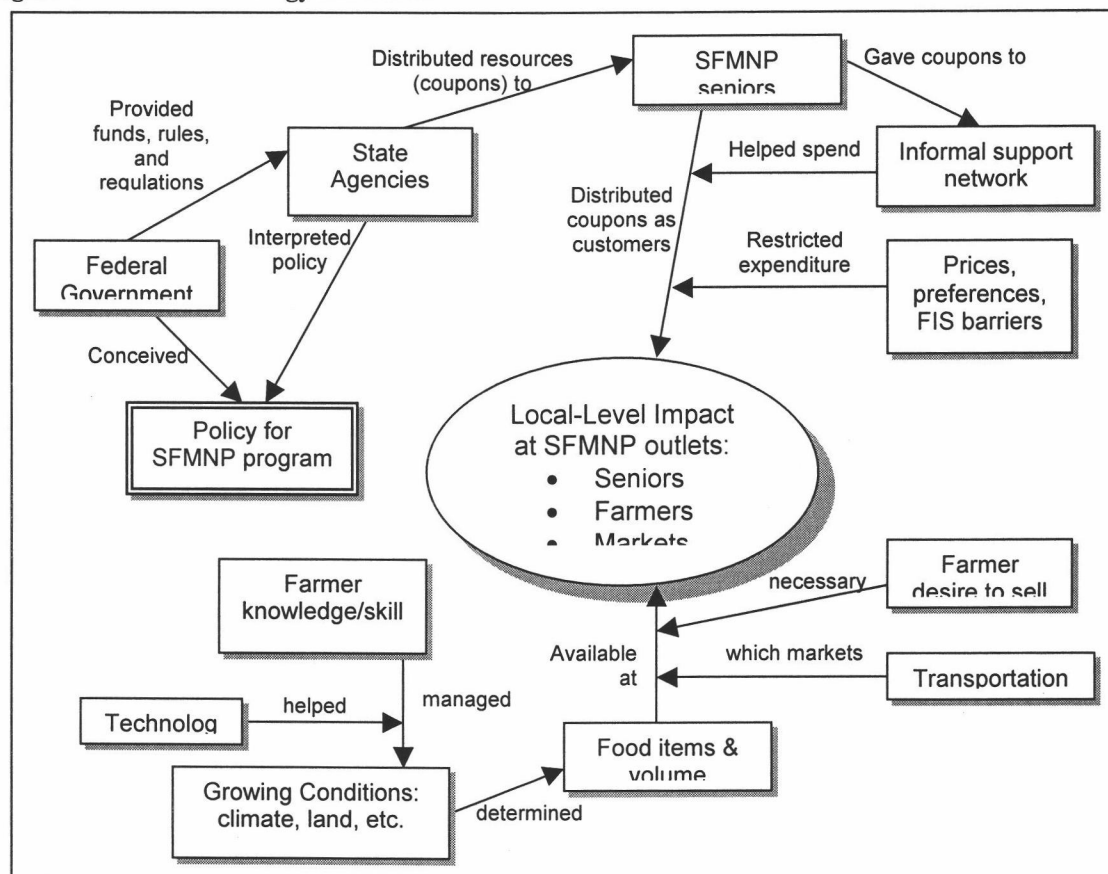 Distributed resources
(coupons) to
SFMNP
seniors
Gave coupons to
Provided
funds, rules,
and
regulations
State
Agencies
Helped spend
Informal support
network
Distributed
coupons as
customers
Interpreted
policy
Restricted
expenditure
Federal
Government
Prices,
preferences,
FIS barriers
Conceived
Policy for
SFMNP program
Local-Level Impact
at SFMNP outlets:
• Seniors
• Farmers
• Markets
Farmer
knowledge/skill
necessary
Farmer
desire to sell
Available
at
which markets
Transportation
Technolog
helped
managed
Food items &
volume
Growing Conditions:
climate, land, etc.
determined